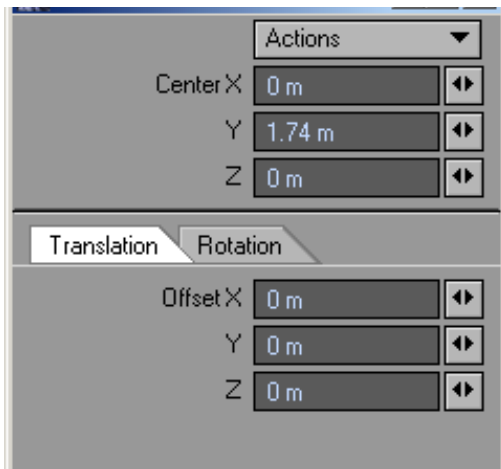 Actions
Center X 0 m
Y 1.74 m
Z 0 m
Translation Rotation
Offset X 0 m
Y 0 m
Z 0 m